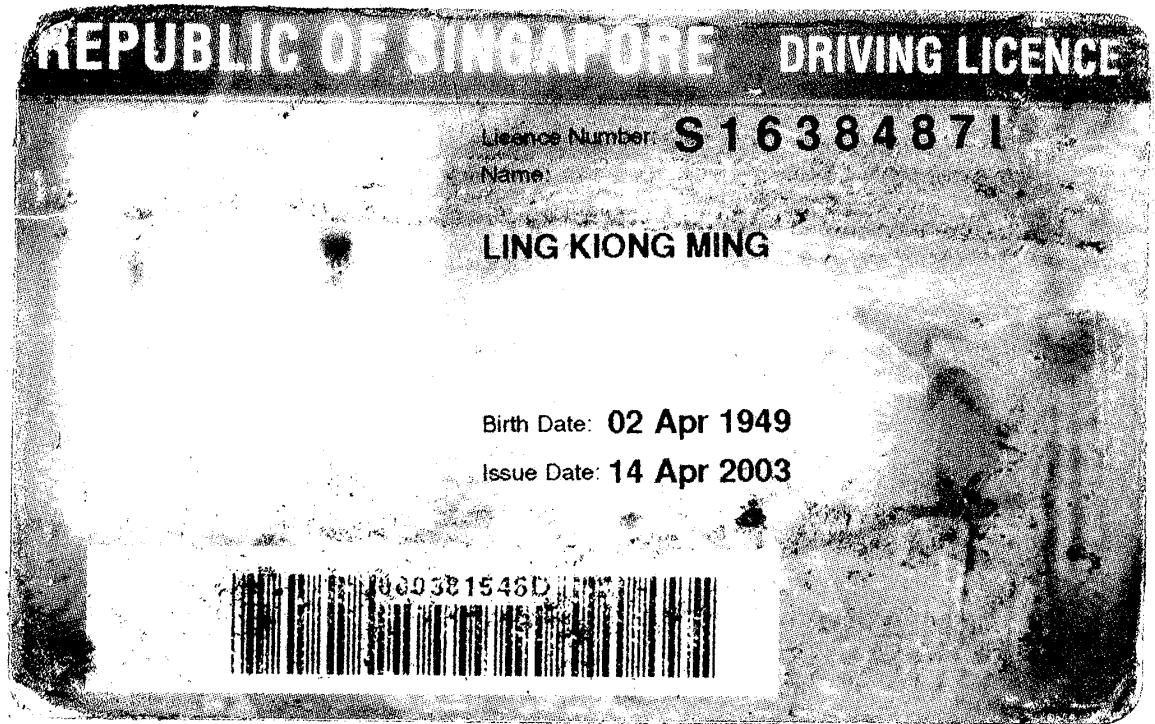 REPUBLIC OF SINGAPORE DRIVING LICENCE
Licence Number: S1638487I
Name:
LING KIONG MING
Birth Date: 02 Apr 1949
Issue Date: 14 Apr 2003